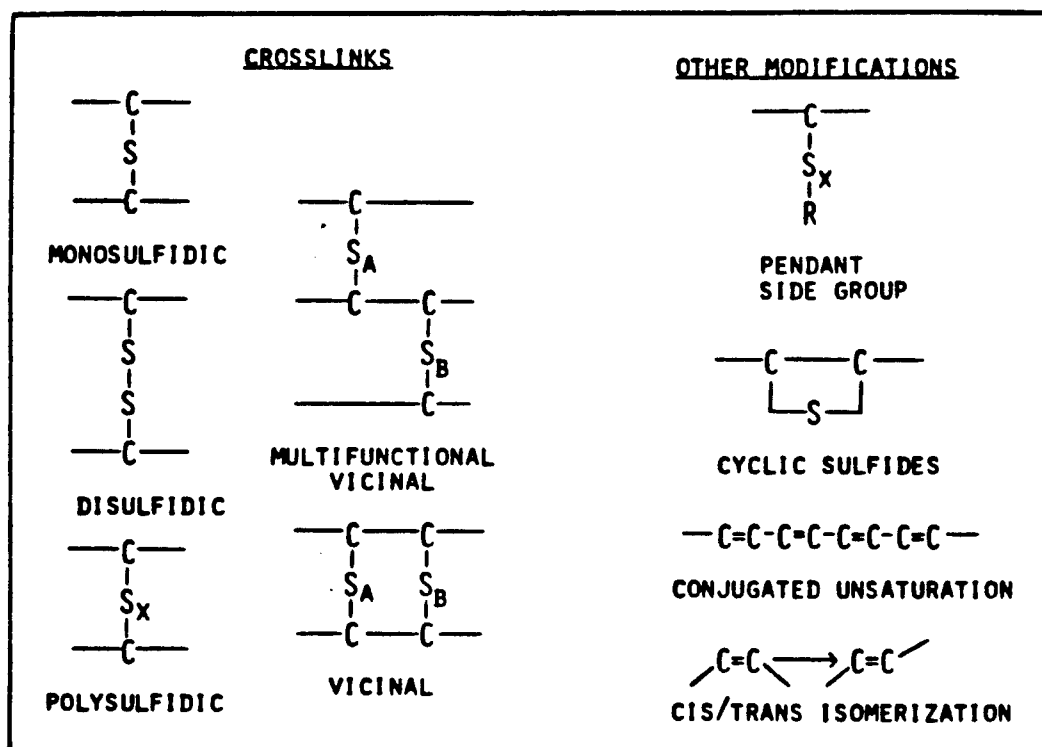 CROSSLINKS
C
S
C
MONOSULFIDIC
C
S
S
C
DISULFIDIC
C
S X
C
POLYSULFIDIC
C
S A
C C
S B
C
MULTIFUNCTIONAL
VICINAL
C C
S A S B
C C
VICINAL
OTHER MODIFICATIONS
C
S X
R
PENDANT
SIDE GROUP
C C
S
CYCLIC SULFIDES
—C=C-C=C-C=C-C=C—
CONJUGATED UNSATURATION
C=C → C=C
CIS/TRANS ISOMERIZATION